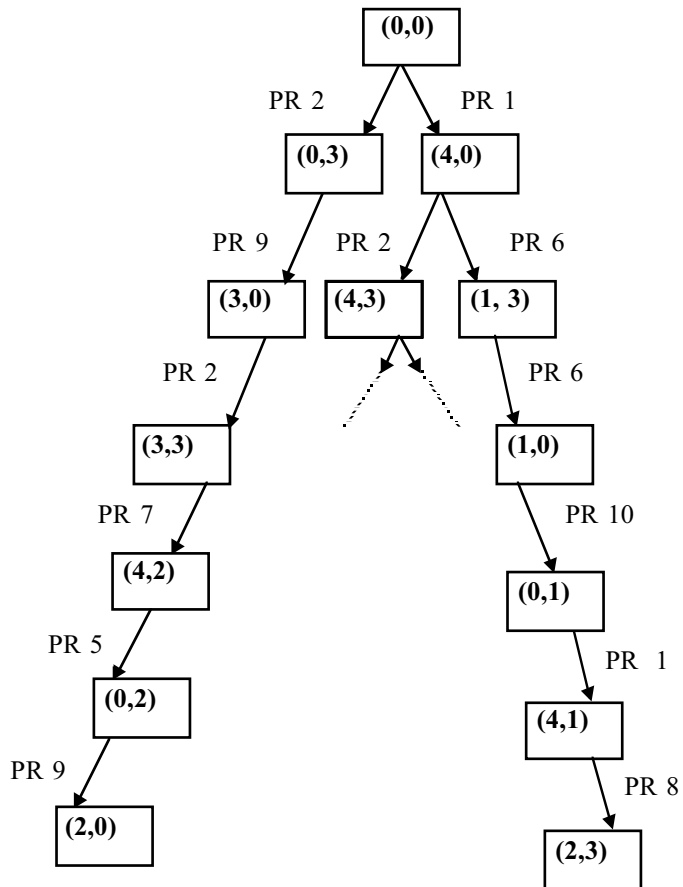 (0,0)
PR 2 PR 1
(0,3) (4,0)
PR 9 PR 2 PR 6
(3,0) (4,3) (1, 3)
PR 2 PR 6
(3,3) (1,0)
PR 7 PR 10
(4,2) (0,1)
PR 5 PR 1
(0,2) (4,1)
PR 9 PR 8
(2,0) (2,3)